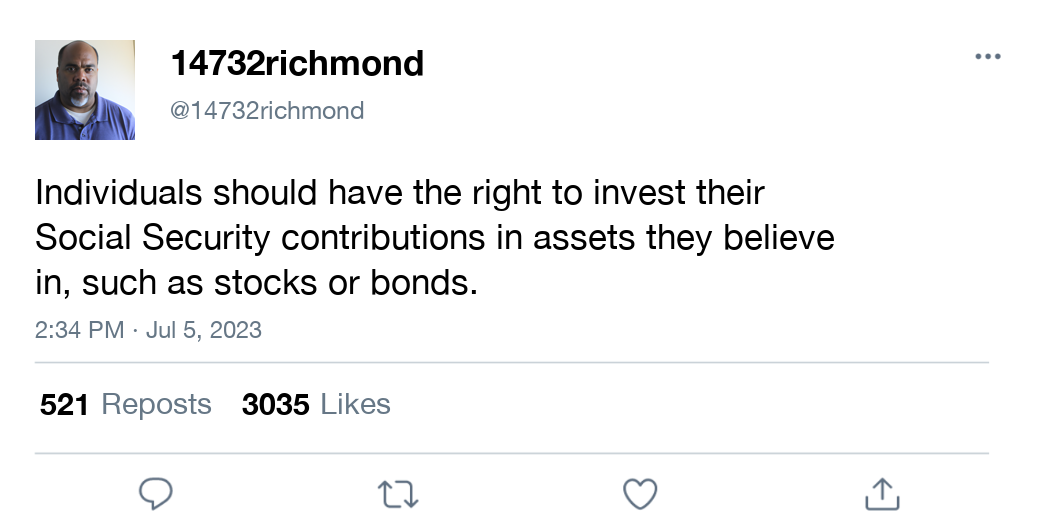 14732richmond
@14732richmond
Individuals should have the right to invest their
Social Security contributions in assets they believe
in, such as stocks or bonds.
2:34 PM · Jul 5, 2023
521 Reposts 3035 Likes